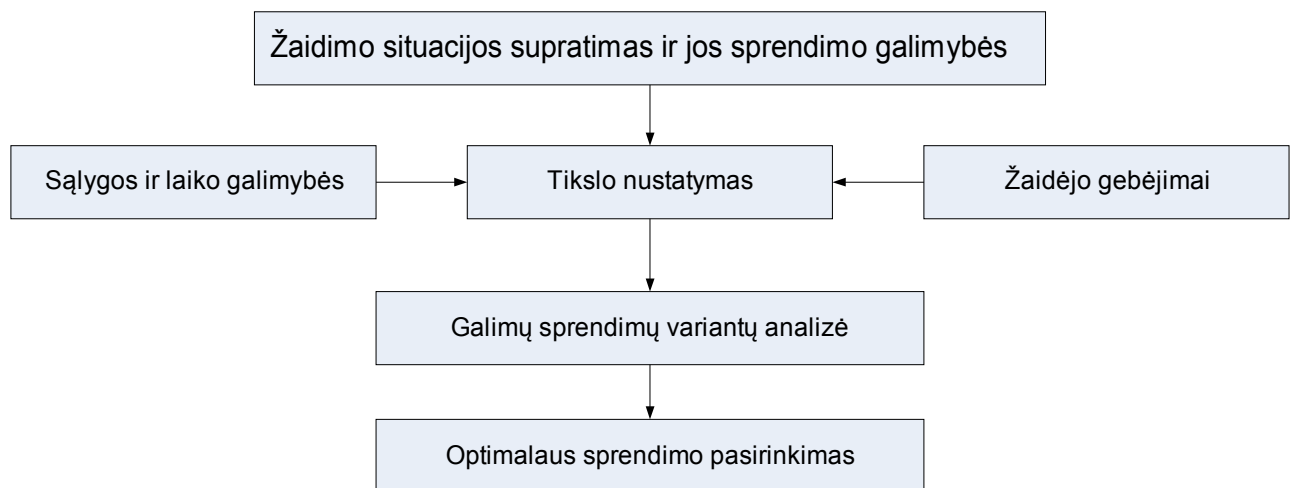 Žaidimo situacijos supratimas ir jos sprendimo galimybės
Sąlygos ir laiko galimybės
Tikslo nustatymas
Žaidėjo gebėjimai
Galimų sprendimų variantų analizė
Optimalaus sprendimo pasirinkimas